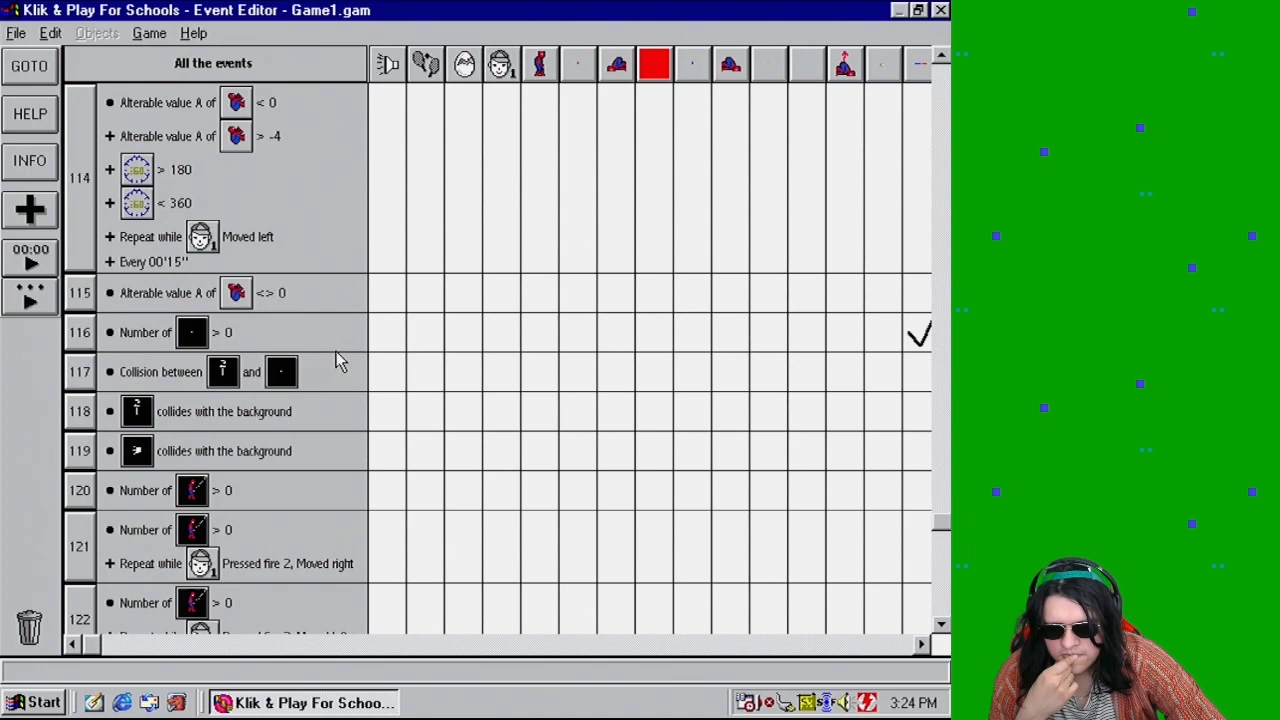 Klik & Play For Schools - Event Editor - Game1.gam
File Edit Objects Game Help
GOTO
All the events
1
HELP
INFO
00:00
114
Alterable value A of < 0
+ Alterable value A of > -4
+ > 180
+ < 360
+ Repeat while 1 Moved left
+ Every 00'15"
115
Alterable value A of <> 0
116
Number of > 0
117
Collision between and
118
collides with the background
119
collides with the background
120
Number of > 0
121
Number of > 0
+ Repeat while 1 Pressed fire 2, Moved right
122
Number of > 0
Start
Klik & Play For Schoo...
3:24 PM